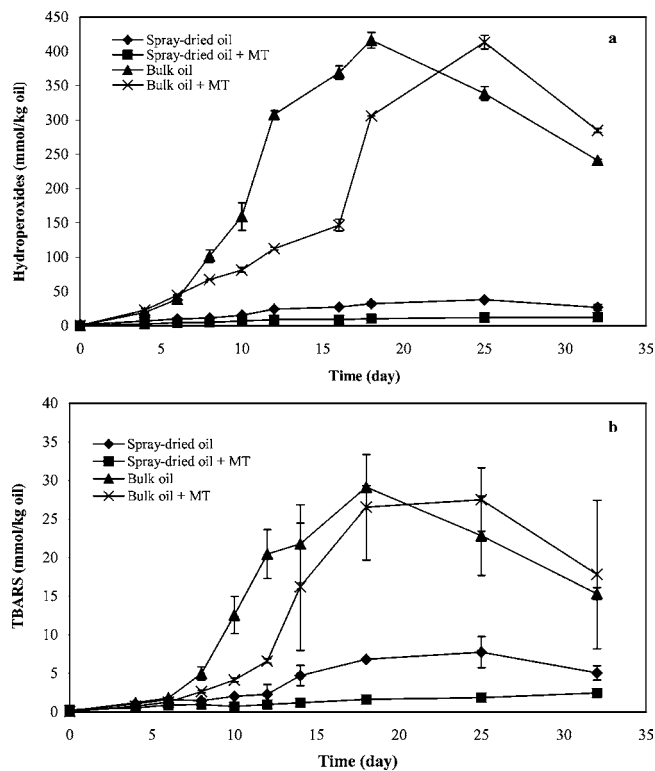 a
Spray-dried oil
Spray-dried oil + MT
Bulk oil
Bulk oil + MT
Hydroperoxides (mmol/kg oil)
450
400
350
300
250
200
150
100
50
0
0 5 10 15 20 25 30 35
Time (day)
b
Spray-dried oil
Spray-dried oil + MT
Bulk oil
Bulk oil + MT
TBARS (mmol/kg oil)
40
35
30
25
20
15
10
5
0
0 5 10 15 20 25 30 35
Time (day)